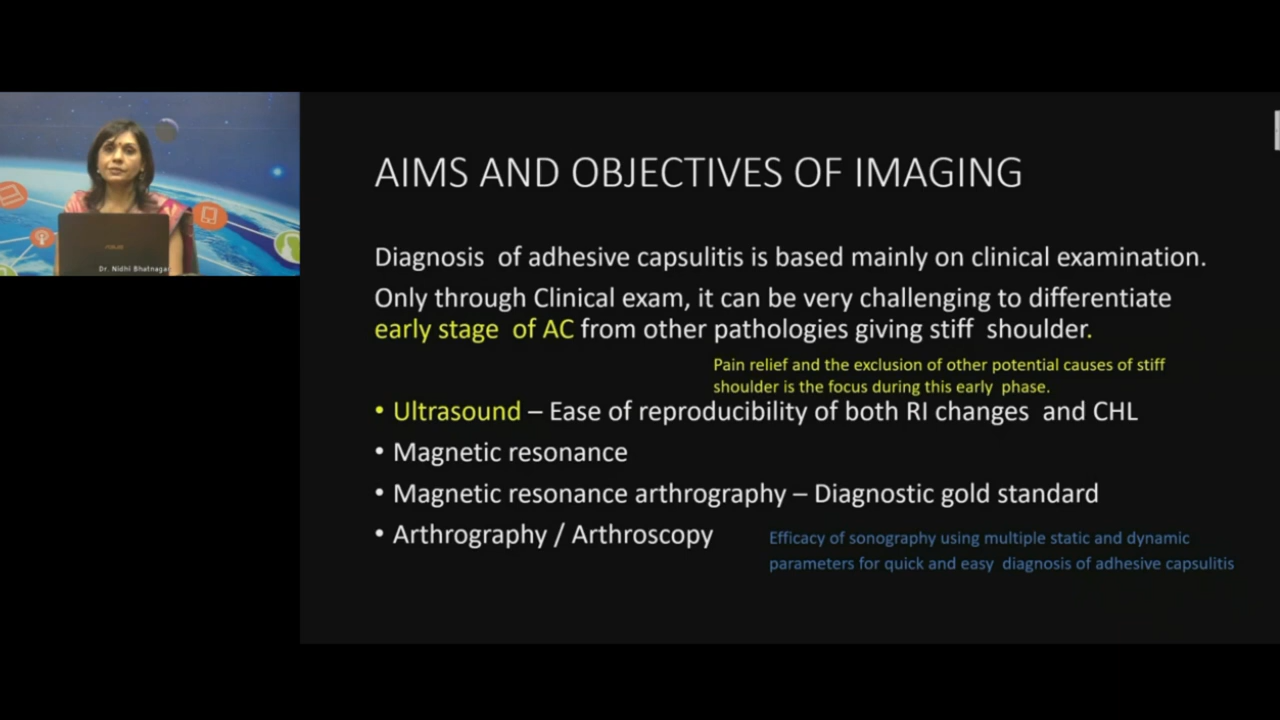 AIMS AND OBJECTIVES OF IMAGING
Diagnosis of adhesive capsulitis is based mainly on clinical examination.
Only through Clinical exam, it can be very challenging to differentiate
early stage of AC from other pathologies giving stiff shoulder.
Pain relief and the exclusion of other potential causes of stiff
shoulder is the focus during this early phase.
• Ultrasound – Ease of reproducibility of both RI changes and CHL
• Magnetic resonance
• Magnetic resonance arthrography – Diagnostic gold standard
• Arthrography / Arthroscopy
Efficacy of sonography using multiple static and dynamic
parameters for quick and easy diagnosis of adhesive capsulitis
ASUS
Dr. Nidhi Bhatnagar